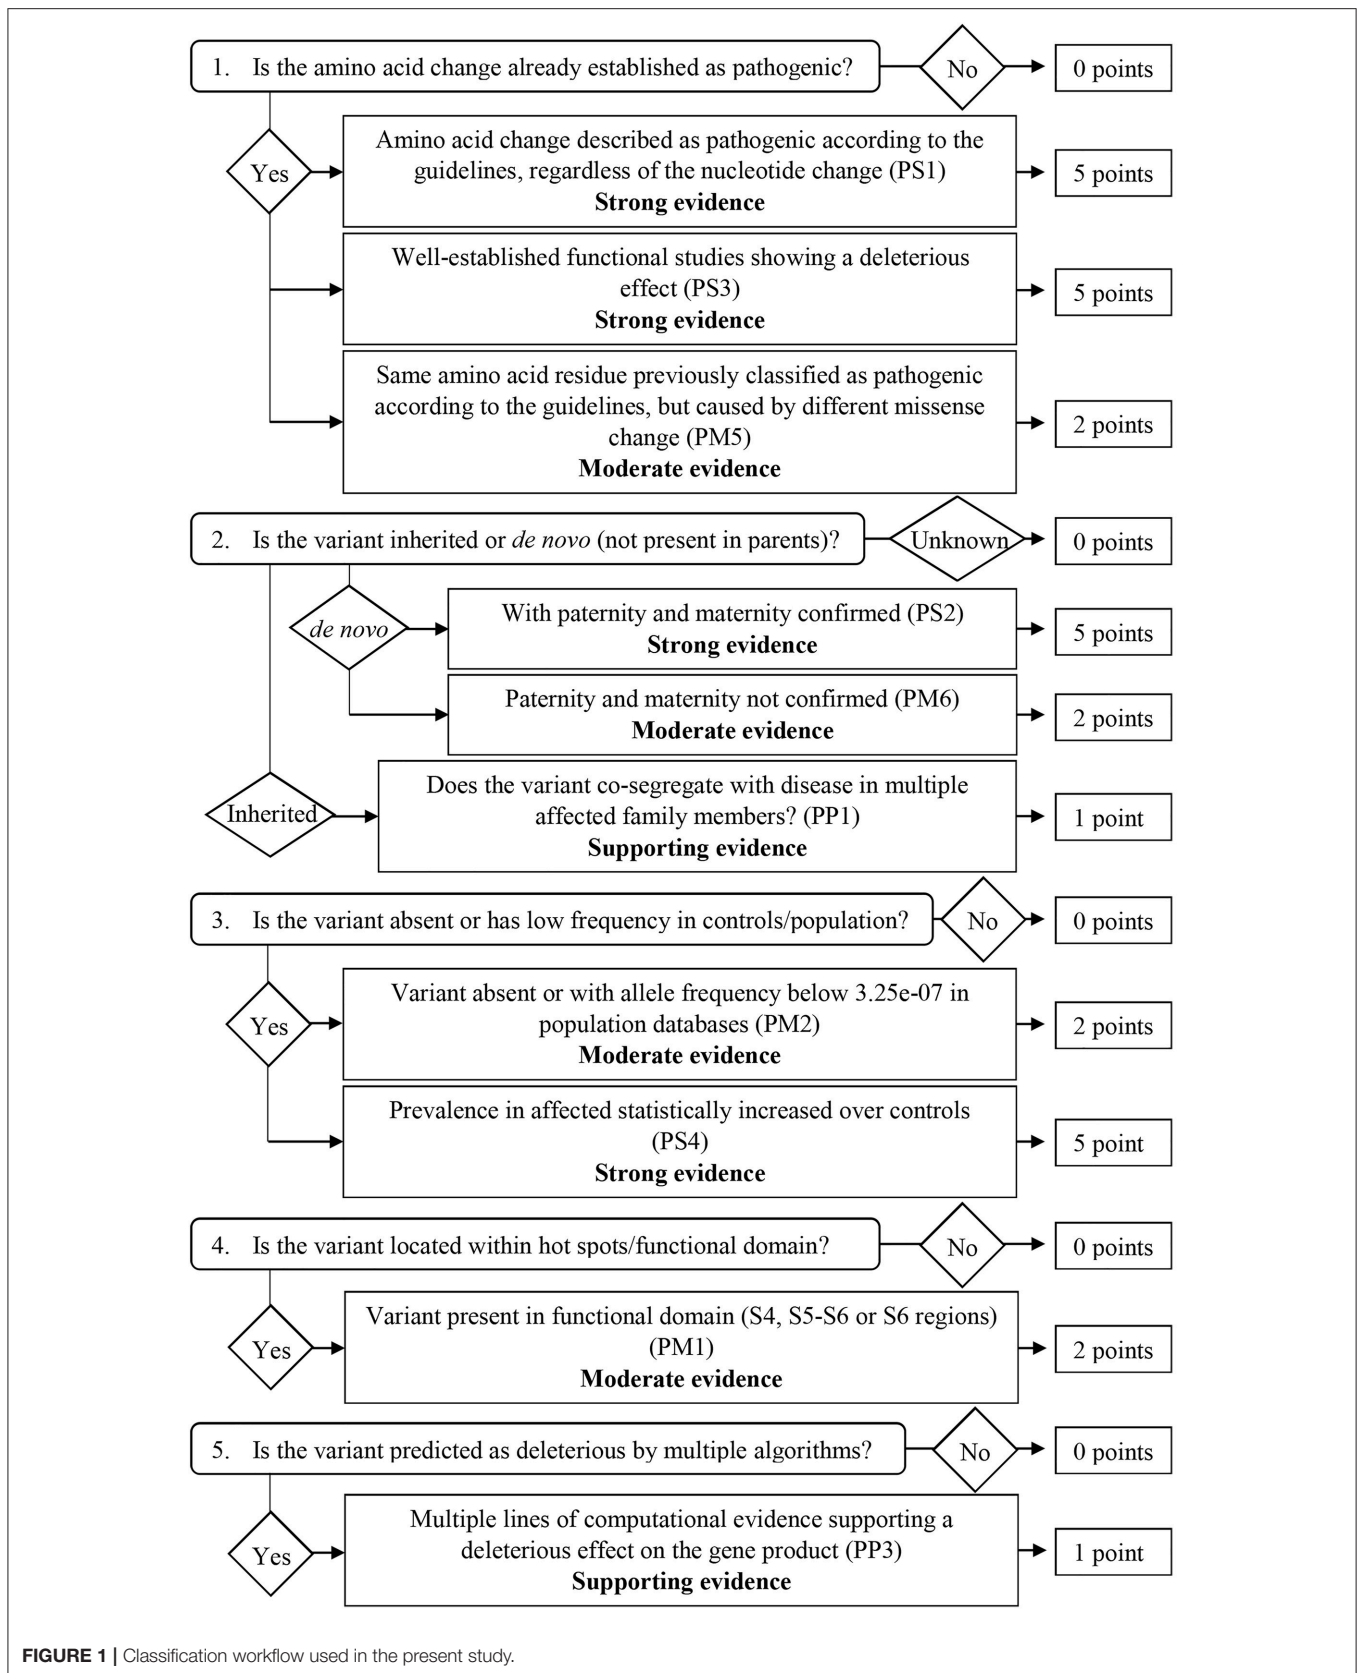 1. Is the amino acid change already established as pathogenic?
No
0 points
Yes
Amino acid change described as pathogenic according to the
guidelines, regardless of the nucleotide change (PS1)
Strong evidence
5 points
Well-established functional studies showing a deleterious
effect (PS3)
Strong evidence
5 points
Same amino acid residue previously classified as pathogenic
according to the guidelines, but caused by different missense
change (PM5)
Moderate evidence
2 points
2. Is the variant inherited or de novo (not present in parents)?
Unknown
0 points
de novo
With paternity and maternity confirmed (PS2)
Strong evidence
5 points
Paternity and maternity not confirmed (PM6)
Moderate evidence
2 points
Inherited
Does the variant co-segregate with disease in multiple
affected family members? (PP1)
Supporting evidence
1 point
3. Is the variant absent or has low frequency in controls/population?
No
0 points
Yes
Variant absent or with allele frequency below 3.25e-07 in
population databases (PM2)
Moderate evidence
2 points
Prevalence in affected statistically increased over controls
(PS4)
Strong evidence
5 point
4. Is the variant located within hot spots/functional domain?
No
0 points
Yes
Variant present in functional domain (S4, S5-S6 or S6 regions)
(PM1)
Moderate evidence
2 points
5. Is the variant predicted as deleterious by multiple algorithms?
No
0 points
Yes
Multiple lines of computational evidence supporting a
deleterious effect on the gene product (PP3)
Supporting evidence
1 point
FIGURE 1 | Classification workflow used in the present study.